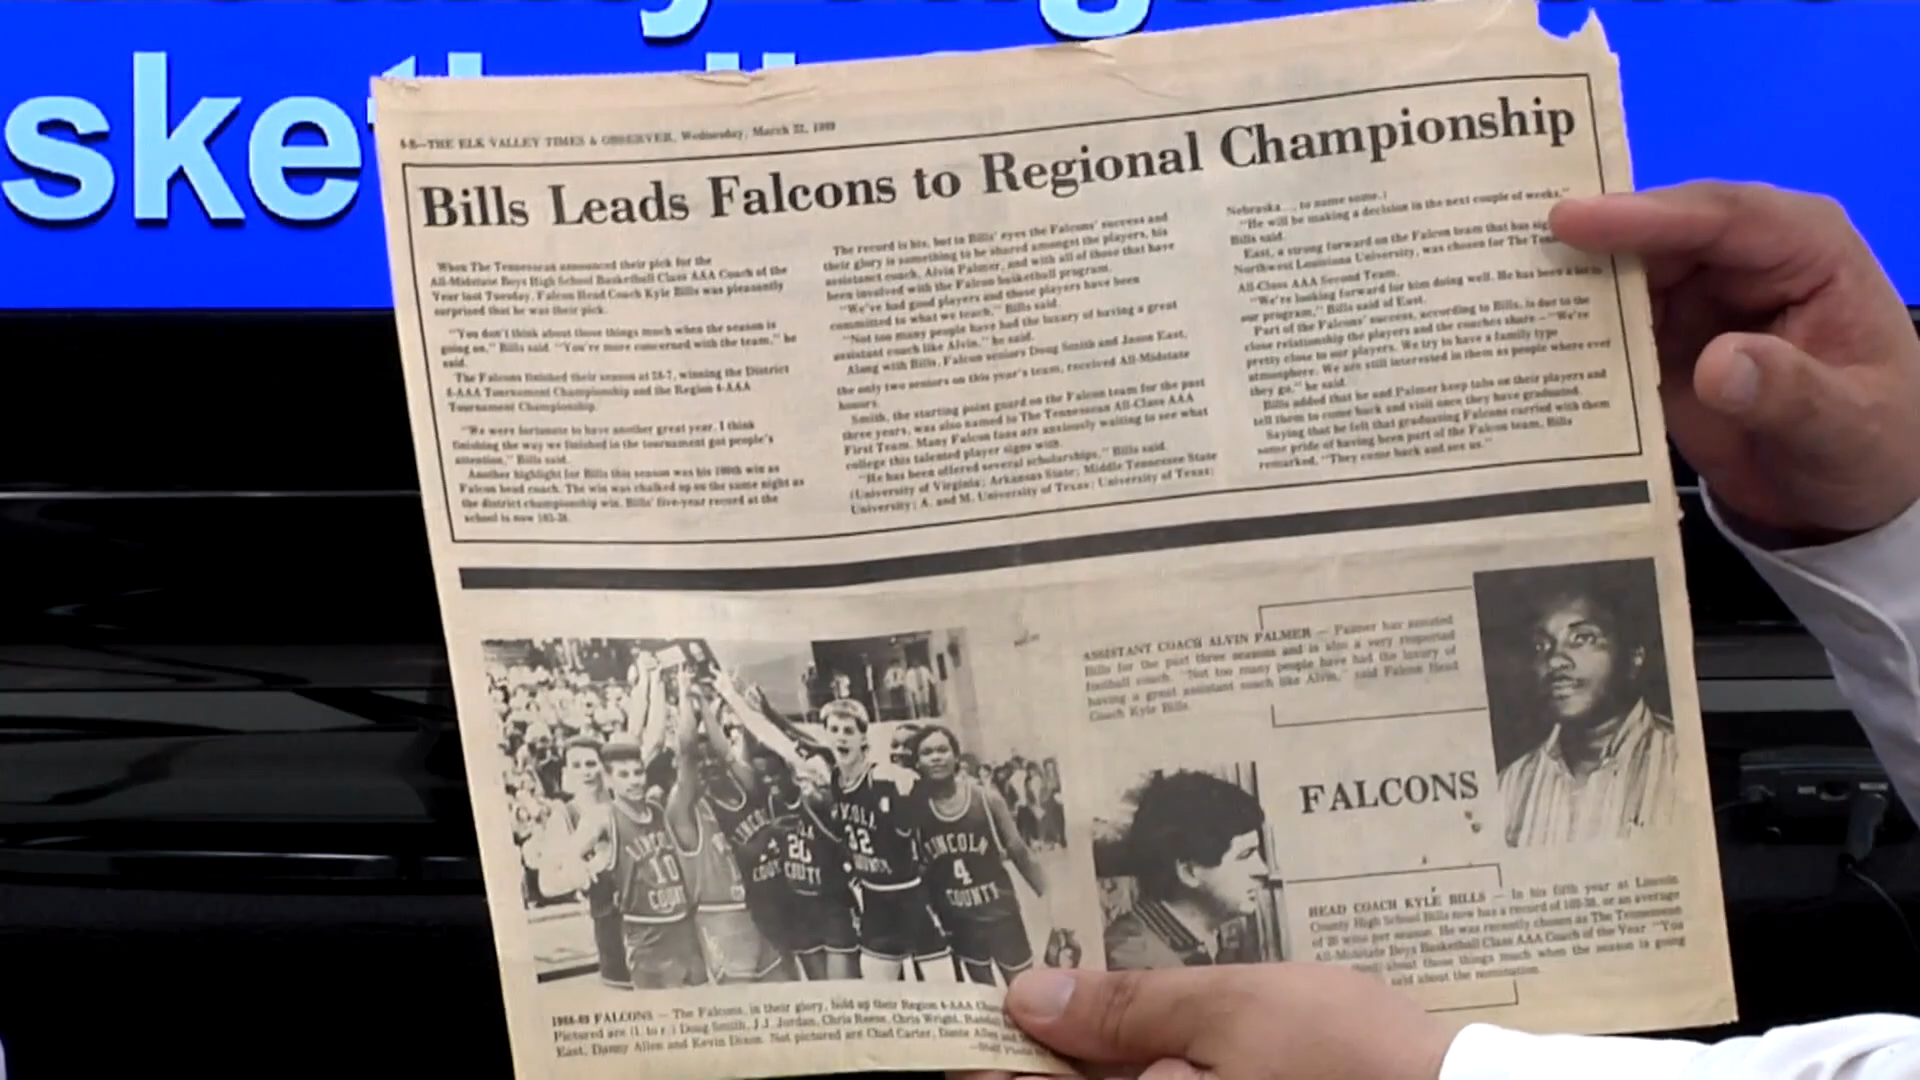 ske
THE ELK VALLEY TIMES & OBSERVER, Wednesday, March 22, 1989
Bills Leads Falcons to Regional Championship
When The Tennessean announced their pick for the
All-Midstate Boys High School Basketball Class AAA Coach of the
Year last Tuesday, Falcon Head Coach Kyle Bills was pleasantly
surprised that he was their pick.
"You don't think about those things much when the season is
going on," Bills said. "You're more concerned with the team," he
said.
The Falcons finished their season at 28-7, winning the District
Tournament Championship and the Region 4-AAA
Tournament Championship.
"We were fortunate to have another great year. I think
finishing the way we finished in the tournament got people's
attention," Bills said.
Another highlight for Bills this season was his 100th win as
Falcon head coach. The win was chalked up on the same night as
the district championship win. Bills' five-year record at the
school is now
The record is his, but in Bills' eyes the Falcons' success and
their glory is something to be shared amongst the players, his
assistant coach, Alvin Palmer, and with all of those that have
been involved with the Falcon basketball program.
"We've had good players and those players have been
committed to what we teach," Bills said.
"Not too many people have had the luxury of having a great
assistant coach like Alvin," he said.
Along with Bills, Falcon seniors Doug Smith and Jason East,
the only two seniors on this year's team, received All-Midstate
honors.
Smith, the starting point guard on the Falcon team for the past
three years, was also named to The Tennessean All-Class AAA
First Team. Many Falcon fans are anxiously waiting to see what
college this talented player signs with.
"He has been offered several scholarships," Bills said.
(University of Virginia; Arkansas State; Middle Tennessee State
University; A. and M. University of Texas; University of Texas;
Nebraska..., to name some.)
"He will be making a decision in the next couple of weeks,"
Bills said.
East, a strong forward on the Falcon team that has
Northwest Louisiana University, was chosen for The
All-Class AAA Second Team.
"We're looking forward for him doing well. He has been a
our program," Bills said of East.
Part of the Falcons' success, according to Bills, is due to the
close relationship the players and the coaches share — "We're
pretty close to our players. We try to have a family type
atmosphere. We are still interested in them as people where ever
they go," he said.
Bills added that he and Palmer keep tabs on their players and
tell them to come back and visit once they have graduated.
Saying that he felt that graduating Falcons carried with them
some pride of having been part of the Falcon team, Bills
remarked, "They come back and see us."
ASSISTANT COACH ALVIN PALMER — Palmer has assisted
Bills for the past three seasons and is also a very respected
football coach. "Not too many people have had the luxury of
having a great assistant coach like Alvin," said Falcon Head
Coach Kyle Bills.
FALCONS
HEAD COACH KYLE BILLS — In his fifth year at Lincoln
County High School Bills now has a record of or an average
of 20 wins per season. He was recently chosen as The Tennessean
All-Midstate Boys Basketball Class AAA Coach of the Year. "You
about those things much when the season is going
said about the nomination.
LINCOLN
10
COUNTY
20
COUNTY
32
LINCOLN
4
COUNTY
1988-89 FALCONS — The Falcons, in their glory, hold up their Region 4-AAA
Pictured are (l. to r.) Doug Smith, J.J. Jordan, Chris Reese, Chris Wright,
East, Danny Allen and Kevin Dixon. Not pictured are Chad Carter,